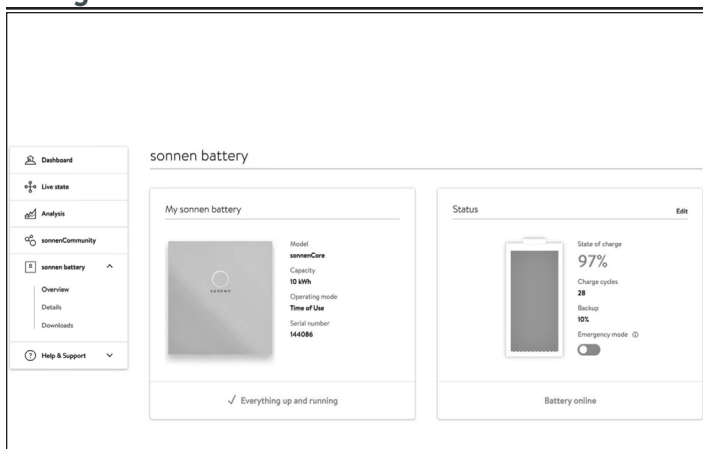 Dashboard
Live state
Analysis
sonnenCommunity
sonnen battery
Overview
Details
Downloads
Help & Support
sonnen battery
My sonnen battery
sonnen
Model
sonnenCore
Capacity
10 kWh
Operating mode
Time of Use
Serial number
144086
✓ Everything up and running
Status
Edit
State of charge
97%
Charge cycles
28
Backup
10%
Emergency mode
Battery online